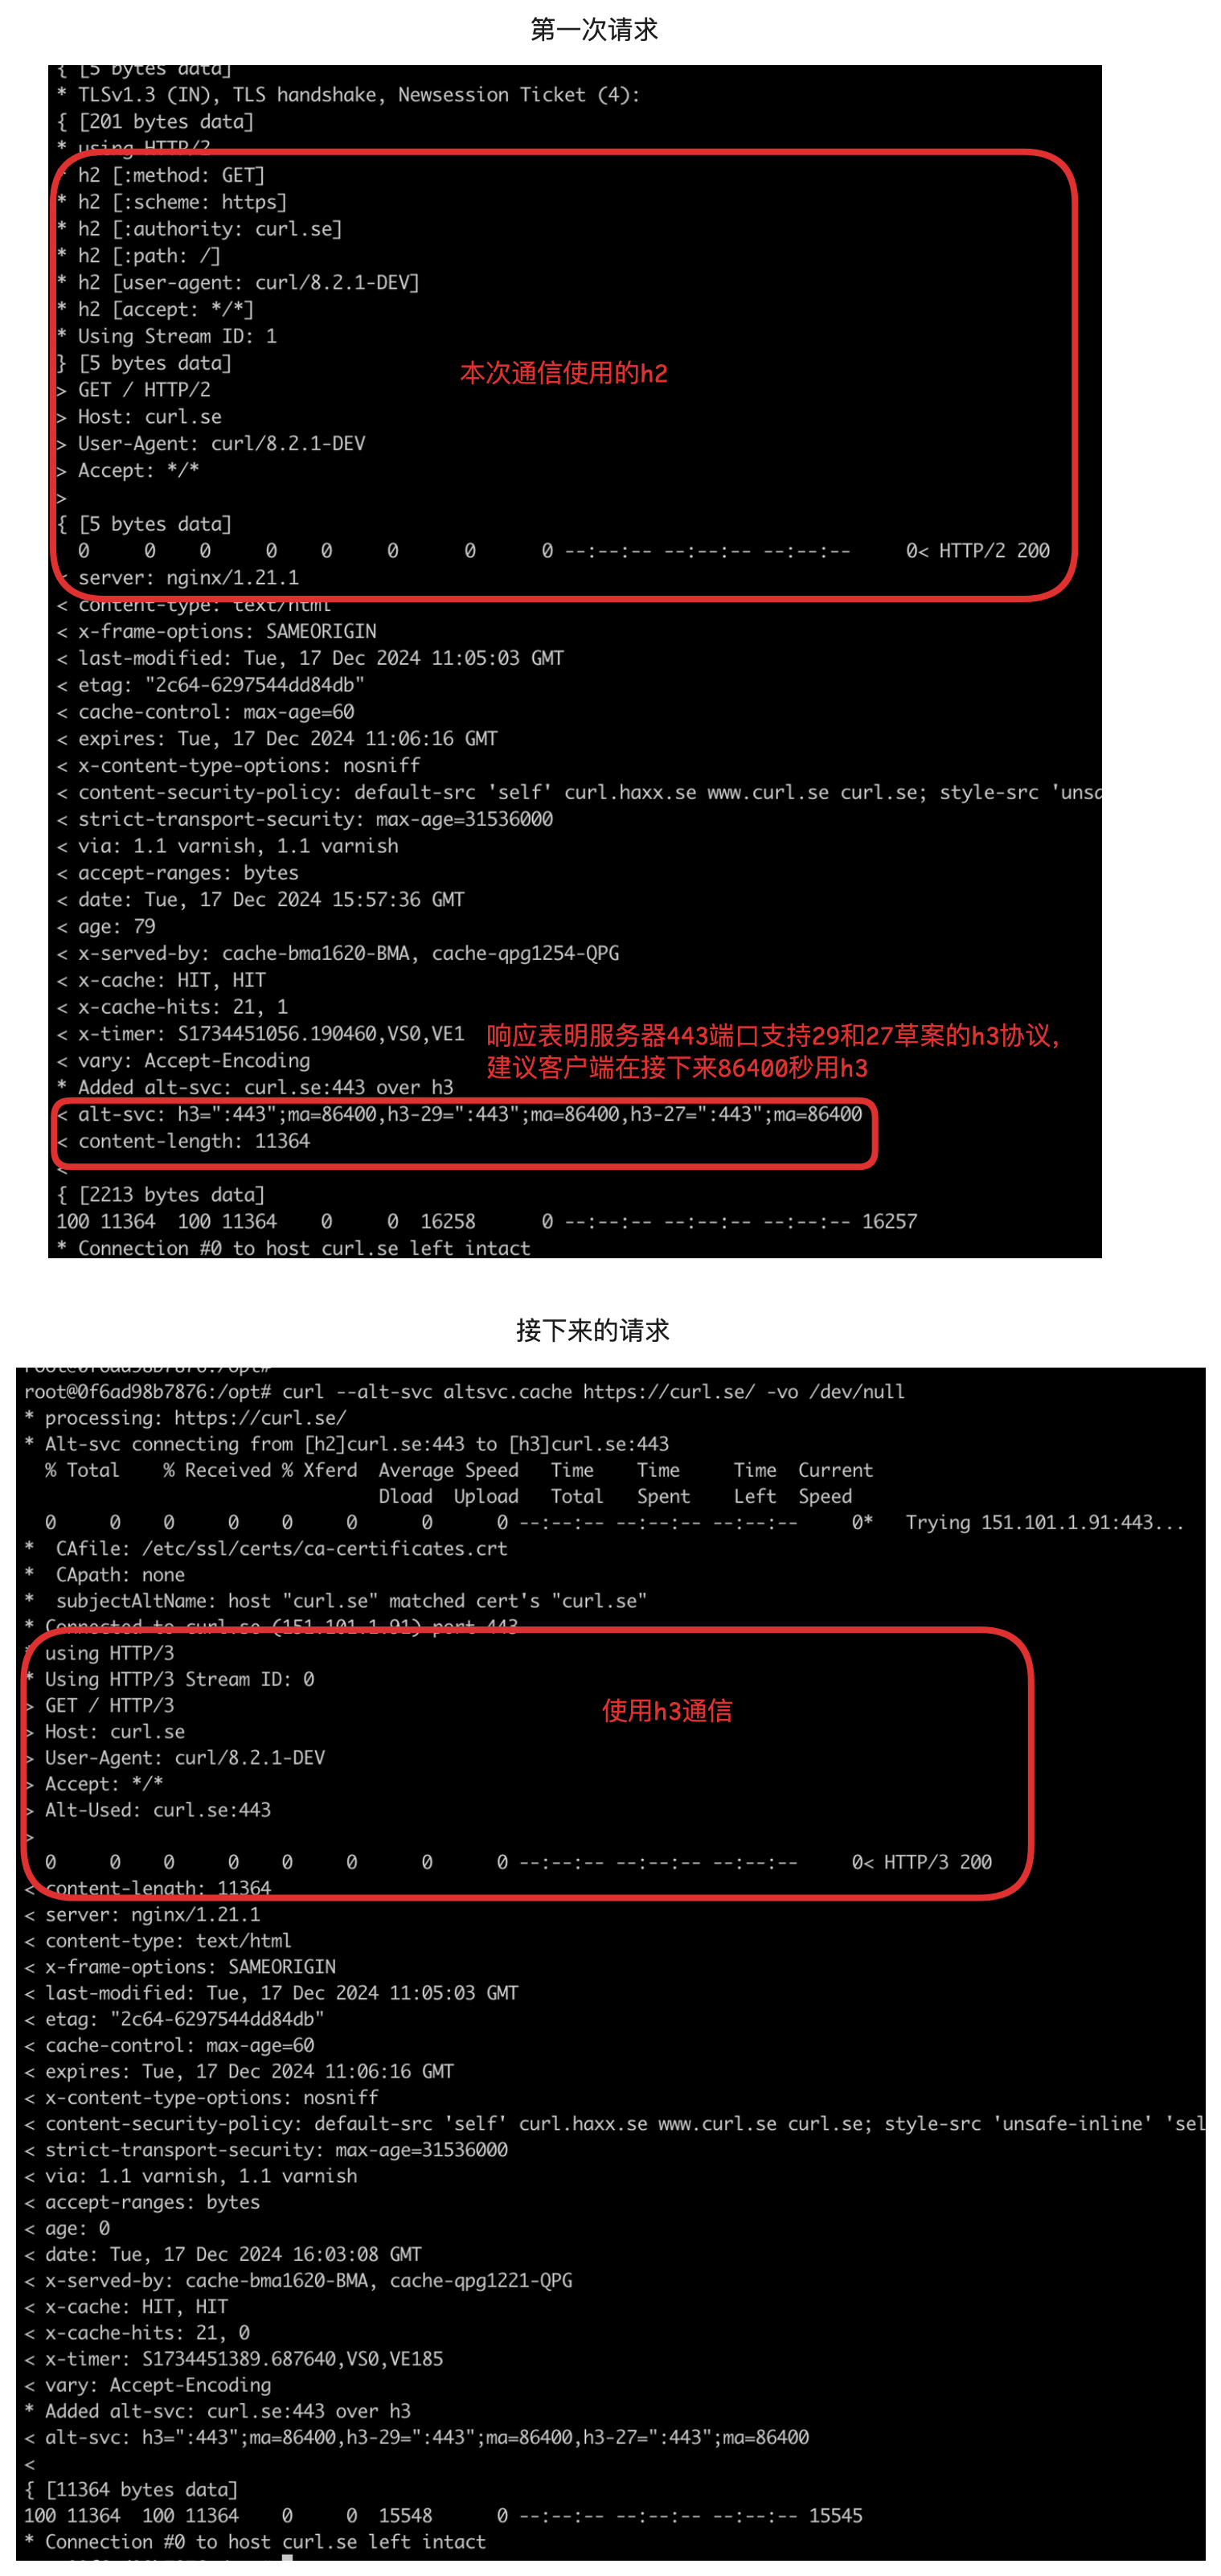 第一次请求
{ [5 bytes data]
* TLSv1.3 (IN), TLS handshake, Newsession Ticket (4):
{ [201 bytes data]
* using HTTP/2
* h2 [:method: GET]
* h2 [:scheme: https]
* h2 [:authority: curl.se]
* h2 [:path: /]
* h2 [user-agent: curl/8.2.1-DEV]
* h2 [accept: */*]
* Using Stream ID: 1
} [5 bytes data]
本次通信使用的h2
> GET / HTTP/2
> Host: curl.se
> User-Agent: curl/8.2.1-DEV
> Accept: */*
>
{ [5 bytes data]
0 0 0 0 0 0 0 0 --:--:-- --:--:-- --:--:-- 0< HTTP/2 200
< server: nginx/1.21.1
< content-type: text/html
< x-frame-options: SAMEORIGIN
< last-modified: Tue, 17 Dec 2024 11:05:03 GMT
< etag: "2c64-6297544dd84db"
< cache-control: max-age=60
< expires: Tue, 17 Dec 2024 11:06:16 GMT
< x-content-type-options: nosniff
< content-security-policy: default-src 'self' curl.haxx.se www.curl.se curl.se; style-src 'unsa
< strict-transport-security: max-age=31536000
< via: 1.1 varnish, 1.1 varnish
< accept-ranges: bytes
< date: Tue, 17 Dec 2024 15:57:36 GMT
< age: 79
< x-served-by: cache-bma1620-BMA, cache-qpg1254-QPG
< x-cache: HIT, HIT
< x-cache-hits: 21, 1
< x-timer: S1734451056.190460,VS0,VE1
响应表明服务器443端口支持29和27草案的h3协议,
< vary: Accept-Encoding
建议客户端在接下来86400秒用h3
* Added alt-svc: curl.se:443 over h3
< alt-svc: h3=":443";ma=86400,h3-29=":443";ma=86400,h3-27=":443";ma=86400
< content-length: 11364
<
{ [2213 bytes data]
100 11364 100 11364 0 0 16258 0 --:--:-- --:--:-- --:--:-- 16257
* Connection #0 to host curl.se left intact
接下来的请求
root@0f6ad98b7876:/opt#
root@0f6ad98b7876:/opt# curl --alt-svc altsvc.cache https://curl.se/ -vo /dev/null
* processing: https://curl.se/
* Alt-svc connecting from [h2]curl.se:443 to [h3]curl.se:443
% Total % Received % Xferd Average Speed Time Time Time Current
Dload Upload Total Spent Left Speed
0 0 0 0 0 0 0 0 --:--:-- --:--:-- --:--:-- 0* Trying 151.101.1.91:443...
* CAfile: /etc/ssl/certs/ca-certificates.crt
* CApath: none
* subjectAltName: host "curl.se" matched cert's "curl.se"
* Connected to curl.se (151.101.1.91) port 443
* using HTTP/3
* Using HTTP/3 Stream ID: 0
> GET / HTTP/3
使用h3通信
> Host: curl.se
> User-Agent: curl/8.2.1-DEV
> Accept: */*
> Alt-Used: curl.se:443
>
0 0 0 0 0 0 0 0 --:--:-- --:--:-- --:--:-- 0< HTTP/3 200
< content-length: 11364
< server: nginx/1.21.1
< content-type: text/html
< x-frame-options: SAMEORIGIN
< last-modified: Tue, 17 Dec 2024 11:05:03 GMT
< etag: "2c64-6297544dd84db"
< cache-control: max-age=60
< expires: Tue, 17 Dec 2024 11:06:16 GMT
< x-content-type-options: nosniff
< content-security-policy: default-src 'self' curl.haxx.se www.curl.se curl.se; style-src 'unsafe-inline' 'sel
< strict-transport-security: max-age=31536000
< via: 1.1 varnish, 1.1 varnish
< accept-ranges: bytes
< age: 0
< date: Tue, 17 Dec 2024 16:03:08 GMT
< x-served-by: cache-bma1620-BMA, cache-qpg1221-QPG
< x-cache: HIT, HIT
< x-cache-hits: 21, 0
< x-timer: S1734451389.687640,VS0,VE185
< vary: Accept-Encoding
* Added alt-svc: curl.se:443 over h3
< alt-svc: h3=":443";ma=86400,h3-29=":443";ma=86400,h3-27=":443";ma=86400
<
{ [11364 bytes data]
100 11364 100 11364 0 0 15548 0 --:--:-- --:--:-- --:--:-- 15545
* Connection #0 to host curl.se left intact